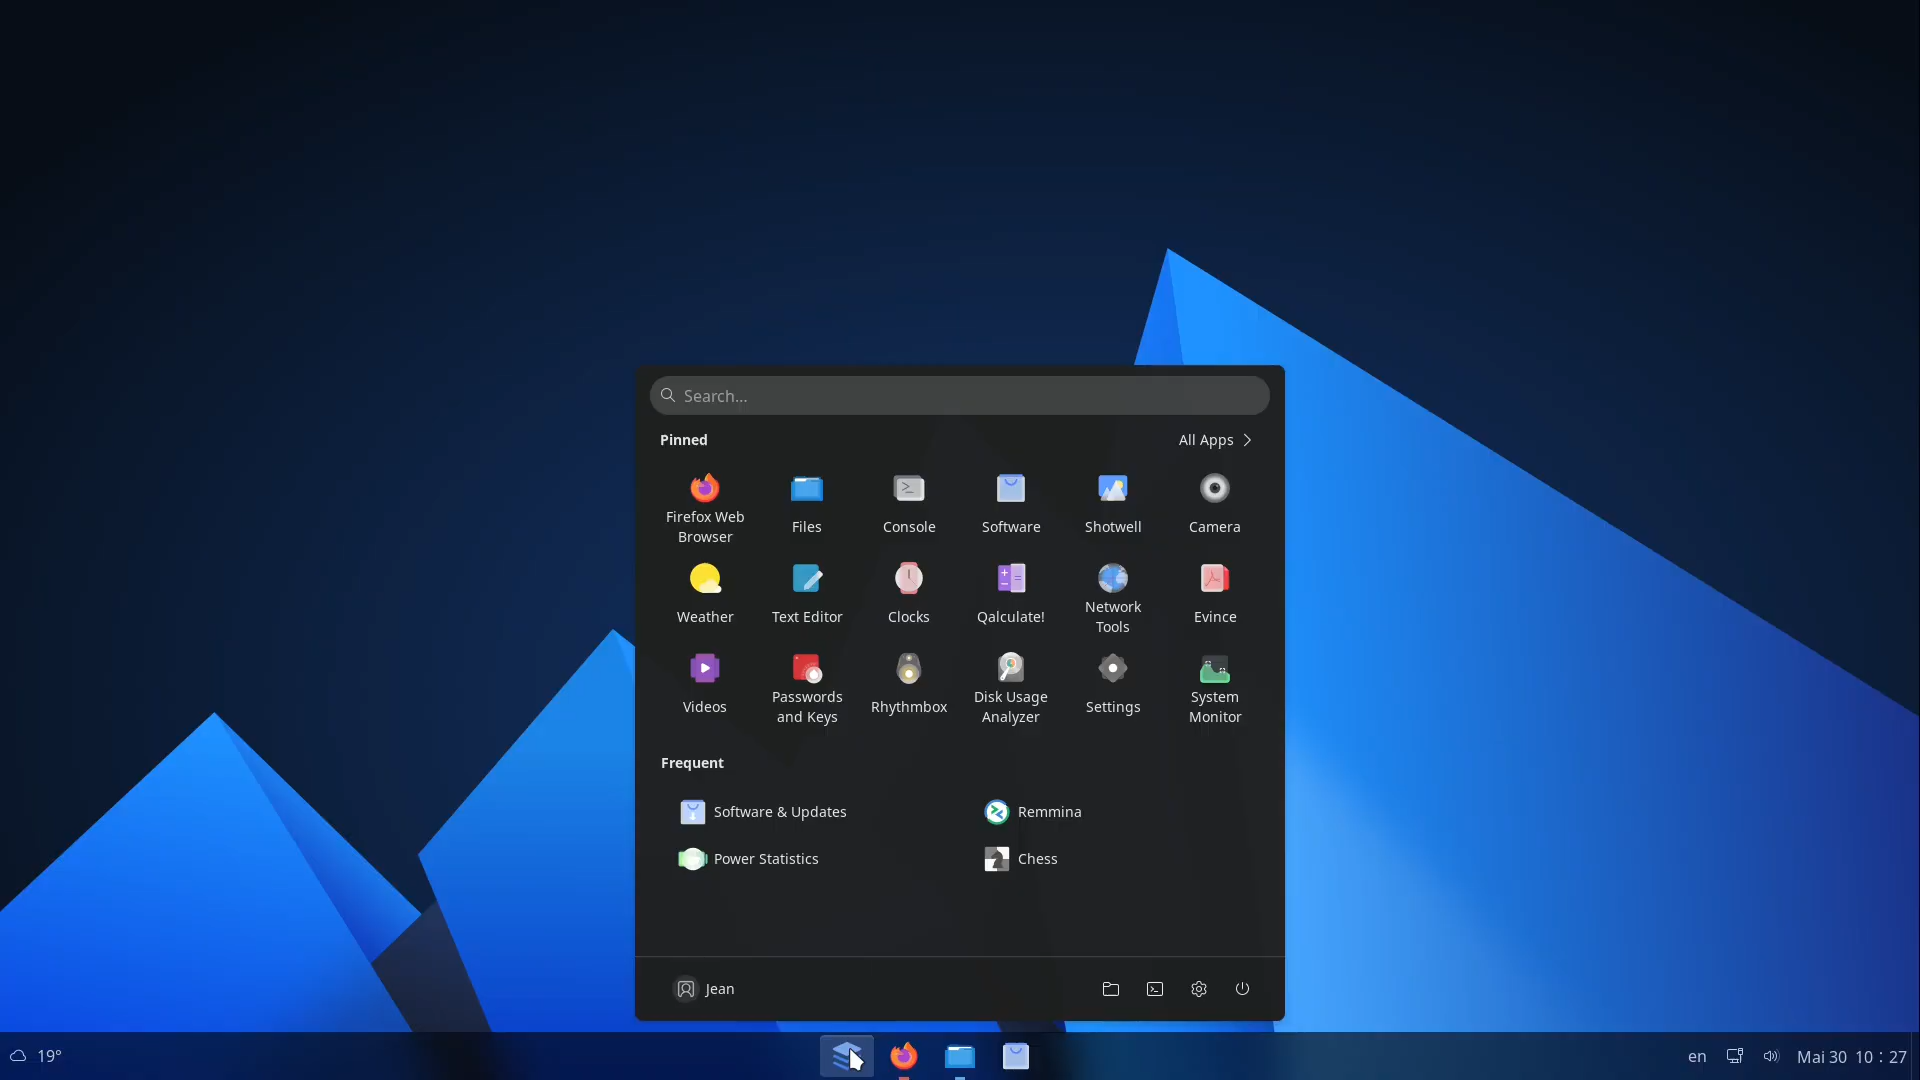 Search...
Pinned
All Apps
Firefox Web
Browser
Files
Console
Software
Shotwell
Camera
Weather
Text Editor
Clocks
Qalculate!
Network
Tools
Evince
Videos
Passwords
and Keys
Rhythmbox
Disk Usage
Analyzer
Settings
System
Monitor
Frequent
Software & Updates
Remmina
Power Statistics
Chess
Jean
19°
en
Mai 30 10 : 27